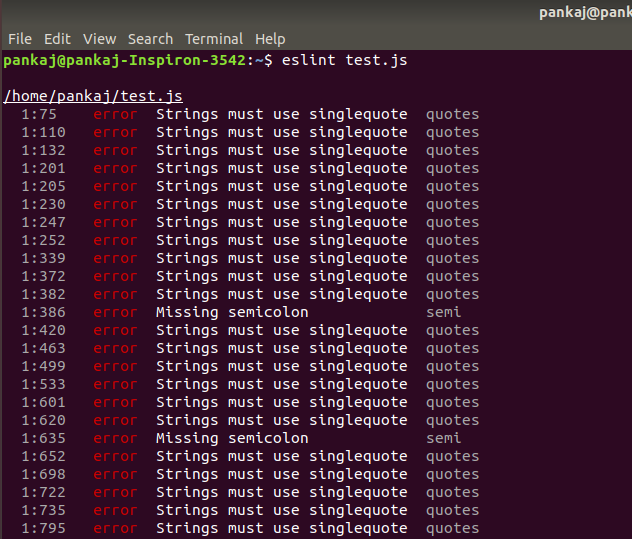 pankaj@pank
File Edit View Search Terminal Help
pankaj@pankaj-Inspiron-3542:~$ eslint test.js
/home/pankaj/test.js
1:75 error Strings must use singlequote quotes
1:110 error Strings must use singlequote quotes
1:132 error Strings must use singlequote quotes
1:201 error Strings must use singlequote quotes
1:205 error Strings must use singlequote quotes
1:230 error Strings must use singlequote quotes
1:247 error Strings must use singlequote quotes
1:252 error Strings must use singlequote quotes
1:339 error Strings must use singlequote quotes
1:372 error Strings must use singlequote quotes
1:382 error Strings must use singlequote quotes
1:386 error Missing semicolon semi
1:420 error Strings must use singlequote quotes
1:463 error Strings must use singlequote quotes
1:499 error Strings must use singlequote quotes
1:533 error Strings must use singlequote quotes
1:601 error Strings must use singlequote quotes
1:620 error Strings must use singlequote quotes
1:635 error Missing semicolon semi
1:652 error Strings must use singlequote quotes
1:698 error Strings must use singlequote quotes
1:722 error Strings must use singlequote quotes
1:735 error Strings must use singlequote quotes
1:795 error Strings must use singlequote quotes